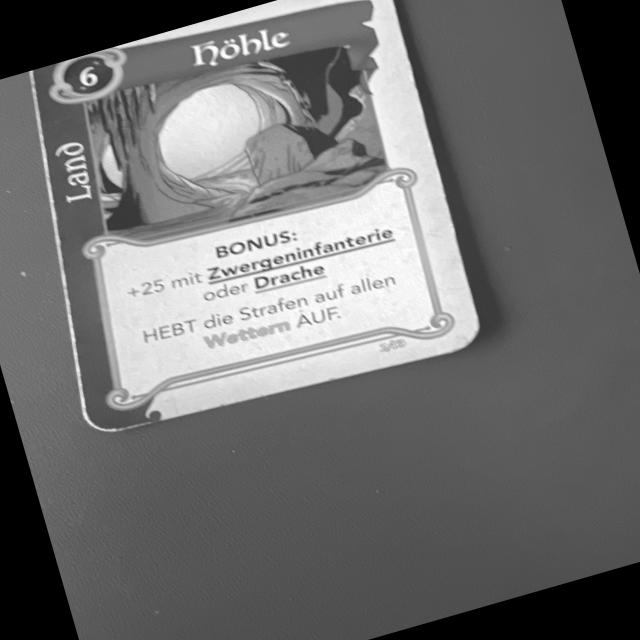 Höhle
6
Land
BONUS:
+25 mit Zwergeninfanterie
oder Drache
HEBT die Strafen auf allen
Wettern AUF.